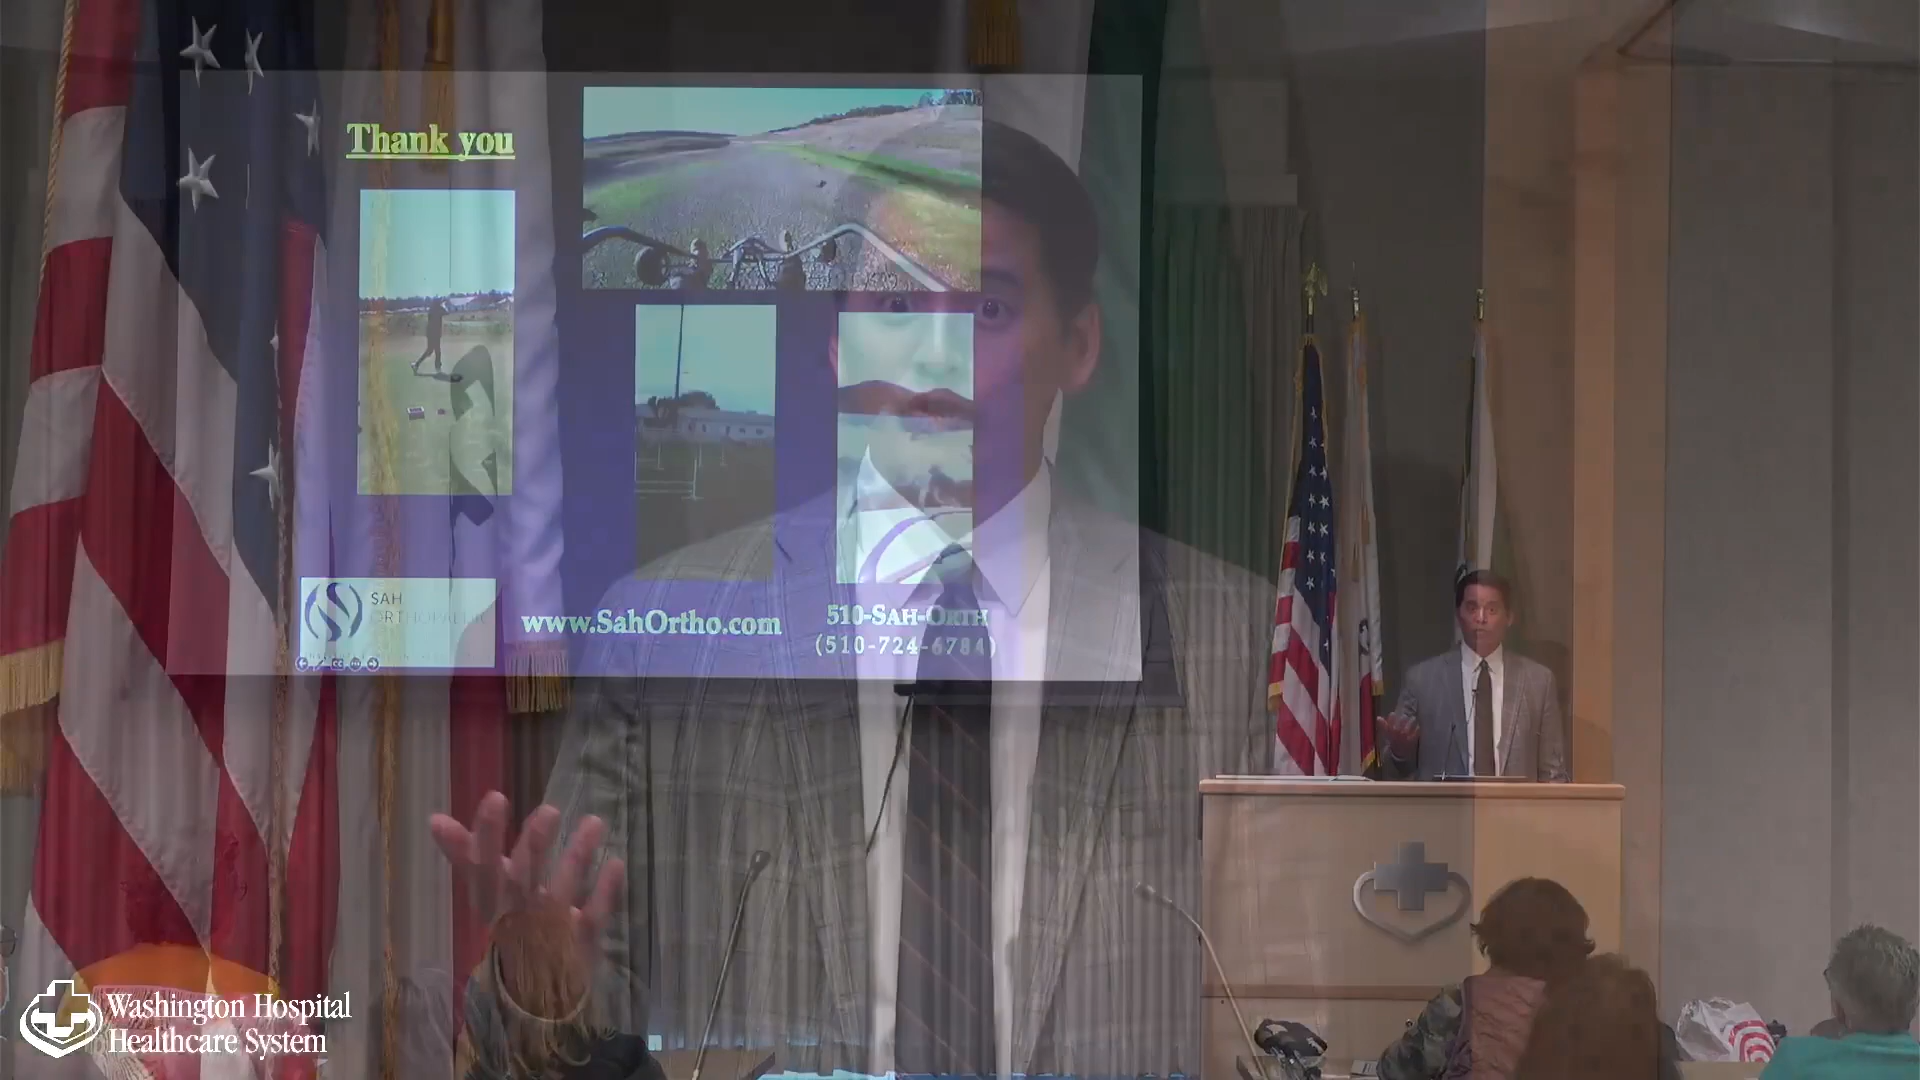 Thank you
SAH
ORTHOPAEDIC
www.SahOrtho.com
510-SAH-ORTH
(510-724-6784)
Washington Hospital
Healthcare System